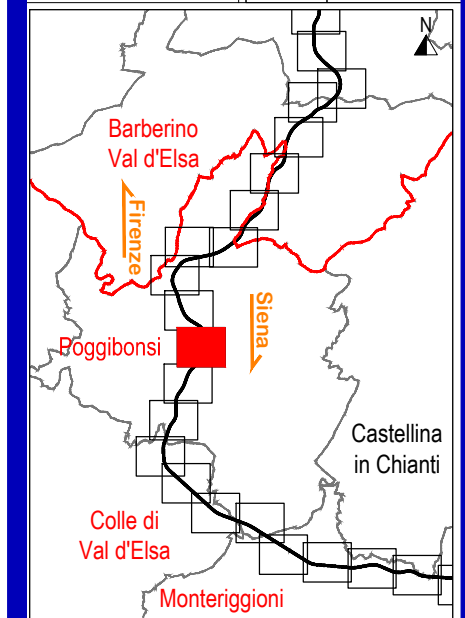 N
Barberino
Val d'Elsa
Firenze
Siena
Poggibonsi
Castellina
in Chianti
Colle di
Val d'Elsa
Monteriggioni